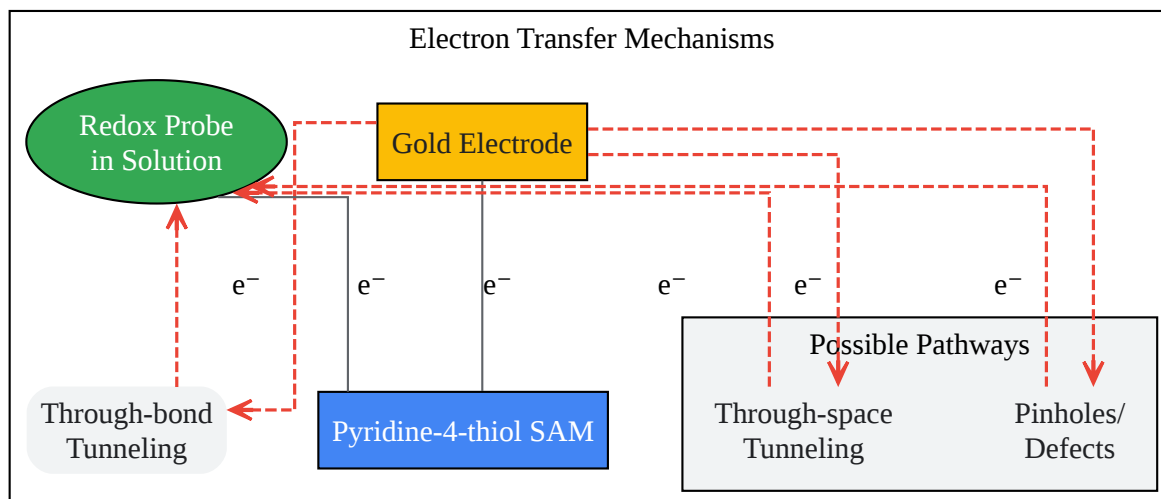 Electron Transfer Mechanisms
Redox Probe
in Solution
Gold Electrode
e⁻
e⁻
e⁻
e⁻
e⁻
e⁻
Possible Pathways
Through-bond
Tunneling
Pyridine-4-thiol SAM
Through-space
Tunneling
Pinholes/
Defects